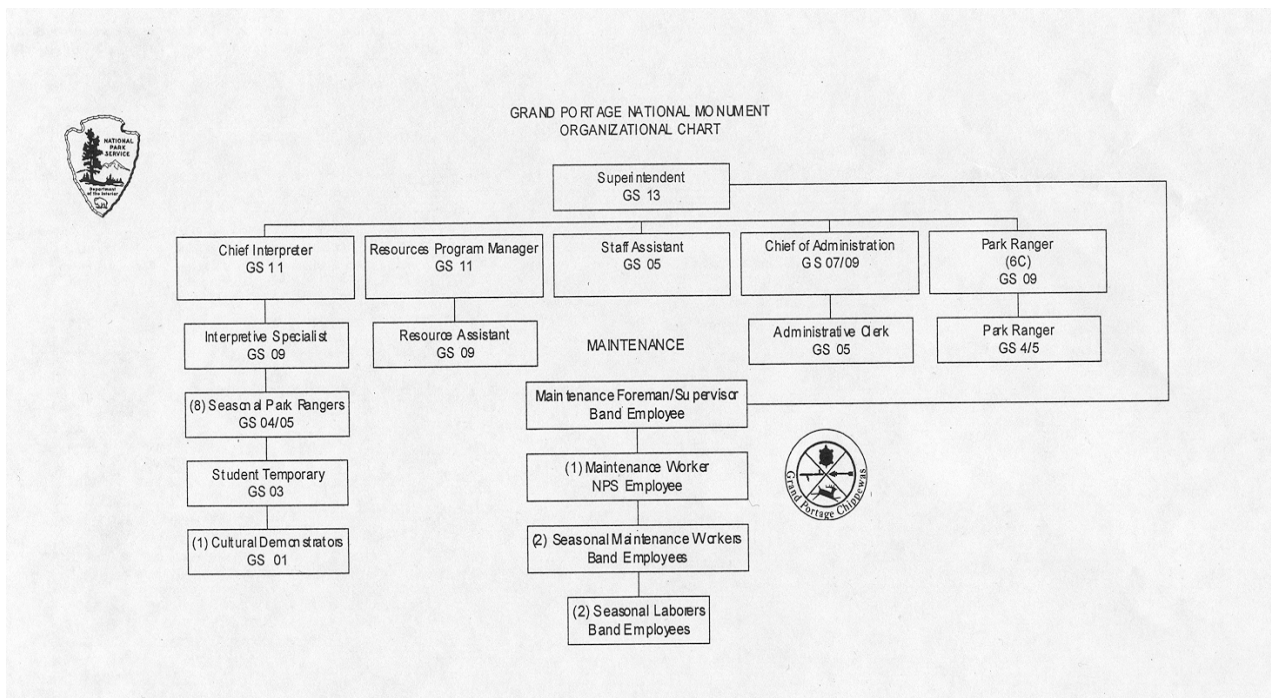 GRAND PORTAGE NATIONAL MONUMENT
ORGANIZATIONAL CHART
NATIONAL
PARK
SERVICE
Department
of the Interior
Superintendent
GS 13
Chief Interpreter
GS 11
Resources Program Manager
GS 11
Staff Assistant
GS 05
Chief of Administration
GS 07/09
Park Ranger
(6C)
GS 09
Interpretive Specialist
GS 09
Resource Assistant
GS 09
MAINTENANCE
Administrative Clerk
GS 05
Park Ranger
GS 4/5
(8) Seasonal Park Rangers
GS 04/05
Maintenance Foreman/Supervisor
Band Employee
Student Temporary
GS 03
(1) Maintenance Worker
NPS Employee
Grand Portage Chippewas
(1) Cultural Demonstrators
GS 01
(2) Seasonal Maintenance Workers
Band Employees
(2) Seasonal Laborers
Band Employees